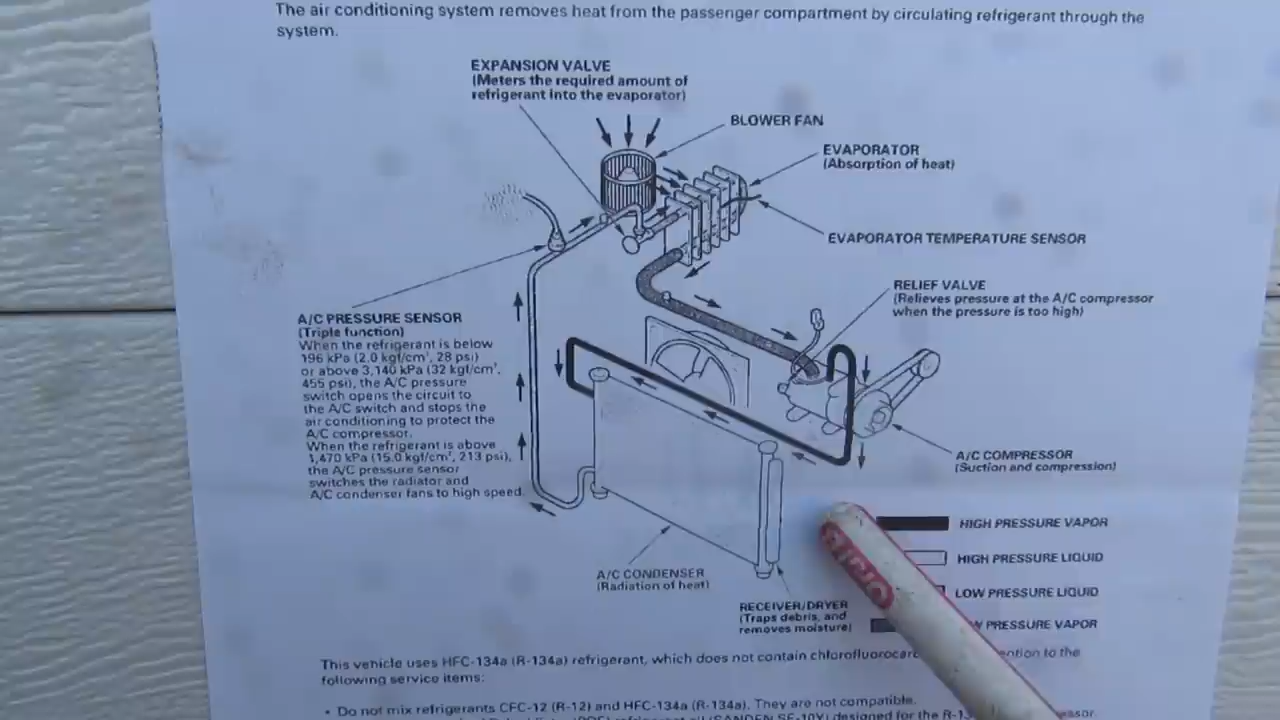 The air conditioning system removes heat from the passenger compartment by circulating refrigerant through the
system.
EXPANSION VALVE
(Meters the required amount of
refrigerant into the evaporator)
BLOWER FAN
EVAPORATOR
(Absorption of heat)
EVAPORATOR TEMPERATURE SENSOR
RELIEF VALVE
(Relieves pressure at the A/C compressor
when the pressure is too high)
A/C PRESSURE SENSOR
(Triple function)
When the refrigerant is below
196 kPa (2.0 kgf/cm², 28 psi)
or above 3,140 kPa (32 kgf/cm²,
455 psi), the A/C pressure
switch opens the circuit to
the A/C switch and stops the
air conditioning to protect the
A/C compressor.
When the refrigerant is above
1,470 kPa (15.0 kgf/cm², 213 psi),
the A/C pressure sensor
switches the radiator and
A/C condenser fans to high speed.
A/C COMPRESSOR
(Suction and compression)
HIGH PRESSURE VAPOR
HIGH PRESSURE LIQUID
LOW PRESSURE LIQUID
PRESSURE VAPOR
A/C CONDENSER
(Radiation of heat)
RECEIVER/DRYER
(Traps debris, and
removes moisture)
This vehicle uses HFC-134a (R-134a) refrigerant, which does not contain to the
following service items:
• Do not mix refrigerants CFC-12 (R-12) and HFC-134a (R-134a). They are not compatible.
designed for the